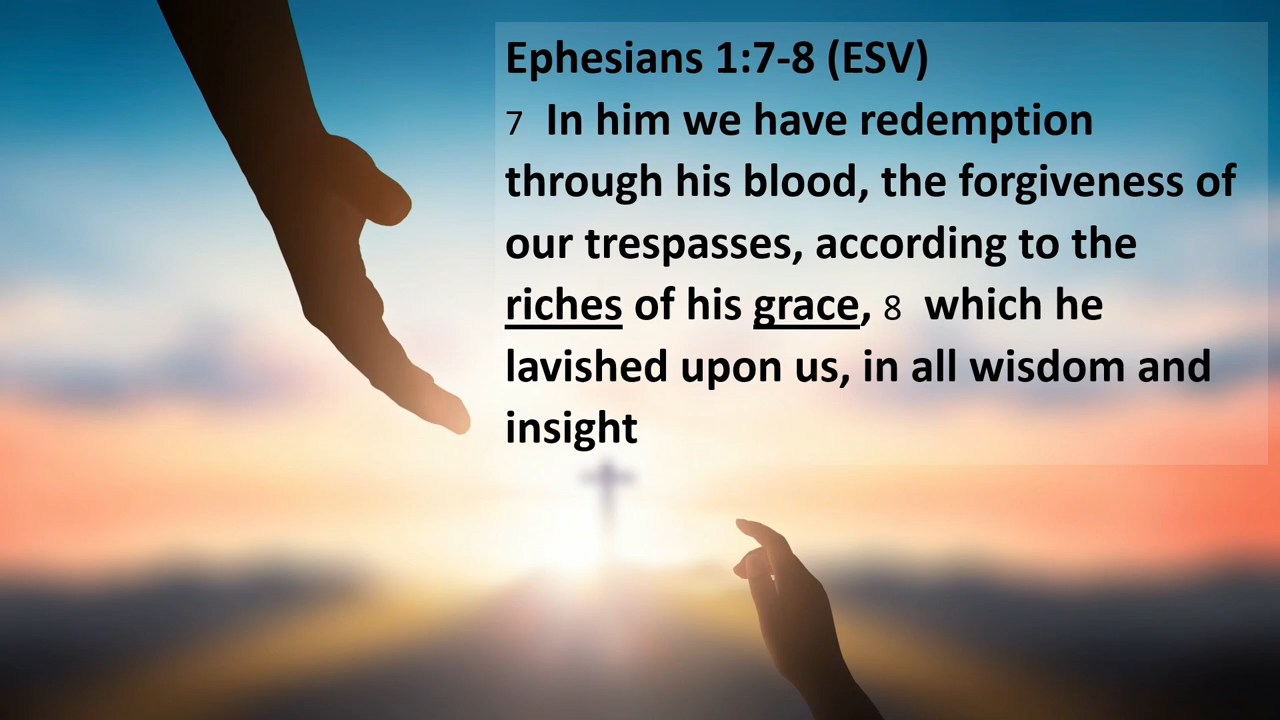 Ephesians 1:7-8 (ESV)
7 In him we have redemption
through his blood, the forgiveness of
our trespasses, according to the
riches of his grace, 8 which he
lavished upon us, in all wisdom and
insight